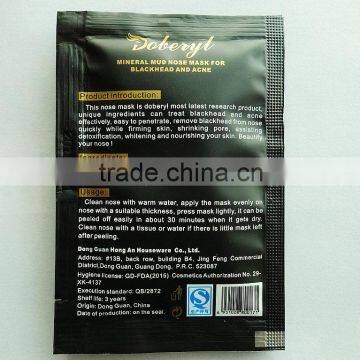 Doberyl
MINERAL MUD NOSE MASK FOR
BLACKHEAD AND ACNE
Product introduction:
This nose mask is doberyl most latest research product,
unique ingredients can treat blackhead and acne
effectively, easy to penetrate, remove blackhead from nose
quickly while firming skin, shrinking pore, assisting
detoxification, whitening and nourishing your skin. Beautify
your nose !
Ingredients:
trade.china.cn
Usage:
Clean nose with warm water, apply the mask evenly on
nose with a suitable thickness, press mask lightly, it can be
peeled off easily in about 30 minutes when it gets dry.
Clean nose with a tissue or water if there is little mask left
after peeling.
Dong Guan Hong An Houseware Co., Ltd.
Address: #13B, back row, building B4, Jing Feng Commercial
District,Dong Guan, Guang Dong, P.R.C. 523087
Hygiene license: GD-FDA(2015) Cosmetics Authorization No. 29-
XK-4137
Execution standard: QB/2872
Shelf life: 3 years
Origin: Dong Guan, China
Date of production: on the seal.